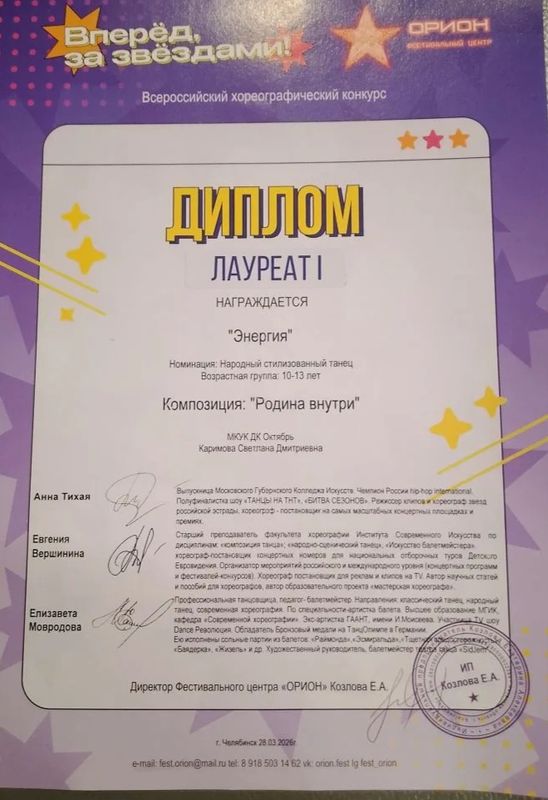 Вперёд,
за звёздами!
ОРИОН
ФЕСТИВАЛЬНЫЙ ЦЕНТР
Всероссийский хореографический конкурс
ДИПЛОМ
ЛАУРЕАТ I
НАГРАЖДАЕТСЯ
"Энергия"
Номинация: Народный стилизованный танец
Возрастная группа: 10-13 лет
Композиция: "Родина внутри"
МКУК ДК Октябрь
Каримова Светлана Дмитриевна
Анна Тихая
Выпускница Московского Губернского Колледжа Искусств. Чемпион России hip-hop international.
Полуфиналистка шоу «ТАНЦЫ НА ТНТ», «БИТВА СЕЗОНОВ». Режиссер клипов и хореограф звезд
российской эстрады, хореограф - постановщик на самых масштабных концертных площадках и
премиях.
Евгения
Вершинина
Старший преподаватель факультета хореографии Института Современного Искусства по
дисциплинам: «композиция танца»; «народно-сценический танец», «Искусство балетмейстера».
хореограф-постановщик концертных номеров для национальных отборочных туров Детского
Евровидения. Организатор мероприятий российского и международного уровня (концертных программ
и фестивалей-конкурсов). Хореограф постановщик для реклам и клипов на TV. Автор научных статей
и пособий для хореографов, автор образовательного проекта «мастерская хореографа».
Елизавета
Мовродова
Профессиональная танцовщица, педагог- балетмейстер. Направления: классический танец, народный
танец, современная хореография. По специальности-артистка балета. Высшее образование МГИК,
кафедра «Современной хореографии». Экс-артистка ГААНТ, им И.Моисеева. Участница TV шоу
Dance Революция. Обладатель Бронзовый медали на ТанцОлимпе в Германии.
Ею исполнены сольные партии из балетов: «Раймонда», «Эсмиральда», «Тщетная
«Баядерка», «Жизель» и др. Художественный руководитель, балетмейстер театра танца «SidJem"
Директор Фестивального центра «ОРИОН» Козлова Е.А.
ИП
Козлова Е.А.
г. Челябинск 28.03.2026г.
e-mail: fest.orion@mail.ru tel: 8 918 503 14 62 vk: orion.fest Ig fest_orion